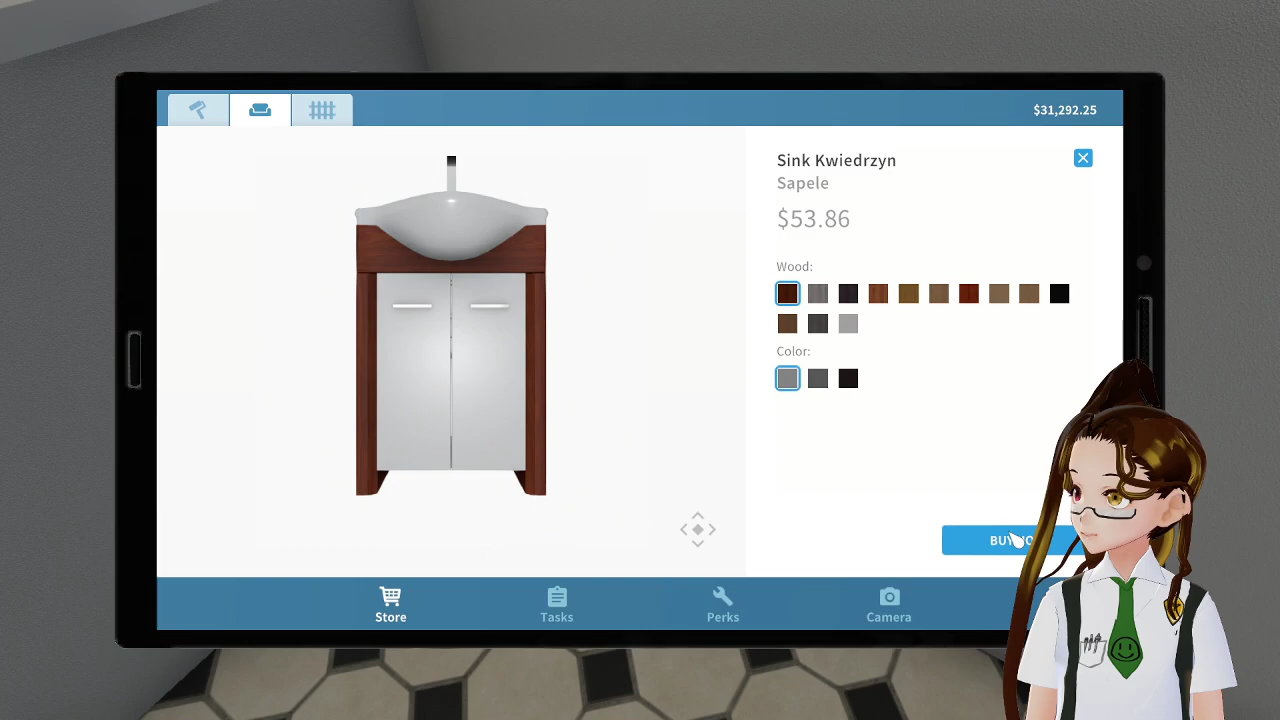 $31,292.25
Sink Kwiedrzyn
Sapele
$53.86
Wood:
Color:
Store
Tasks
Perks
Camera